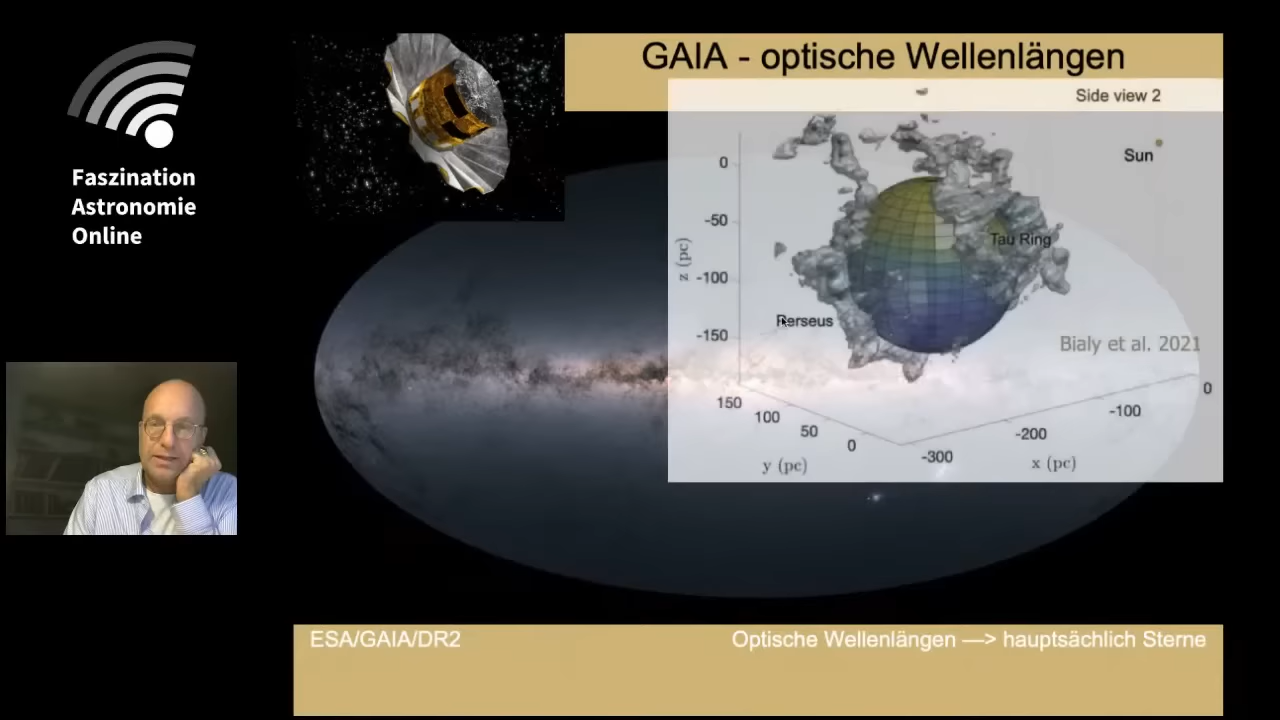 Faszination
Astronomie
Online
GAIA - optische Wellenlängen
Side view 2
Sun
Tau Ring
Perseus
Bialy et al. 2021
0
-50
-100
-150
z (pc)
150
100
50
0
y (pc)
-300
-200
-100
0
x (pc)
ESA/GAIA/DR2
Optische Wellenlängen —> hauptsächlich Sterne